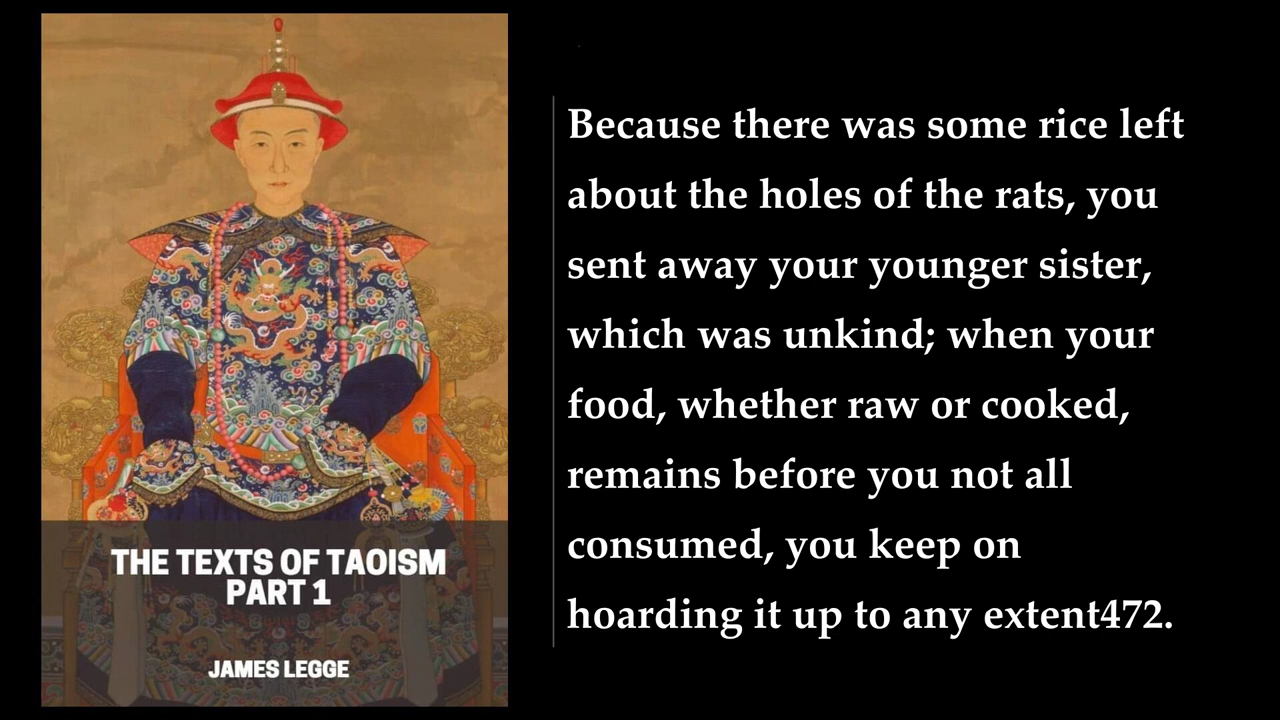 THE TEXTS OF TAOISM
PART 1
JAMES LEGGE
Because there was some rice left
about the holes of the rats, you
sent away your younger sister,
which was unkind; when your
food, whether raw or cooked,
remains before you not all
consumed, you keep on
hoarding it up to any extent472.